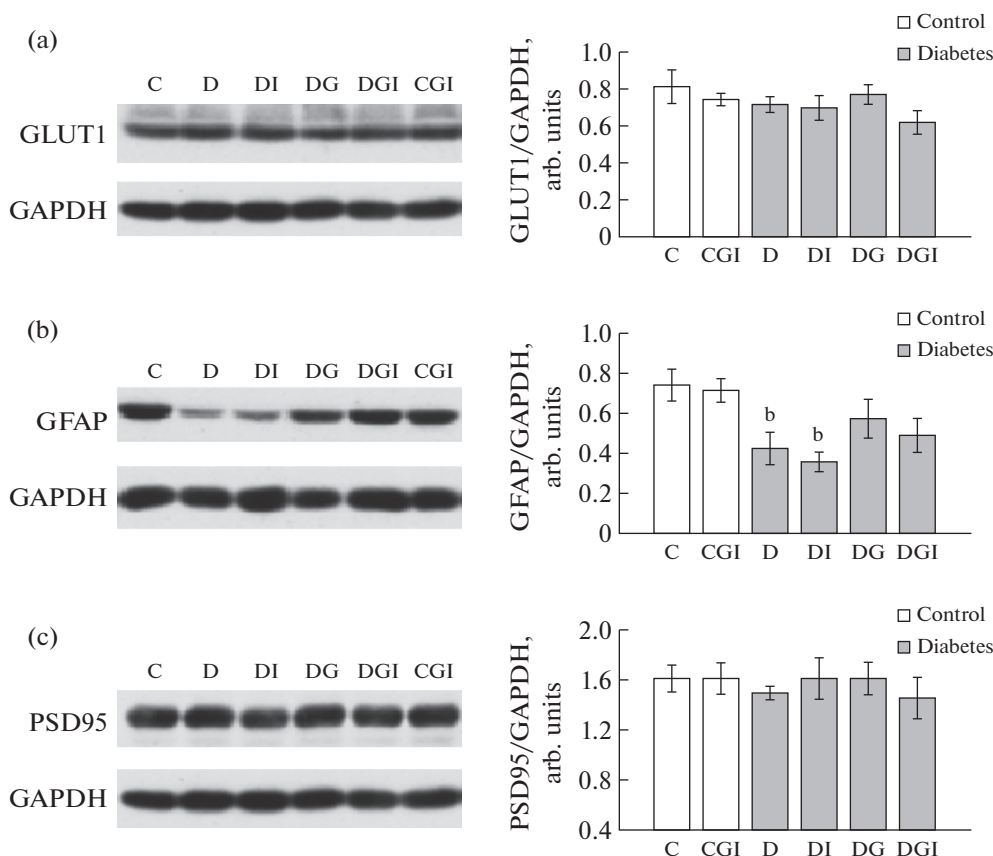 (a)
C D DI DG DGI CGI
GLUT1
GAPDH
GLUT1/GAPDH,
arb. units
1.0
0.8
0.6
0.4
0.2
0
C CGI D DI DG DGI
Control
Diabetes
(b)
C D DI DG DGI CGI
GFAP
GAPDH
GFAP/GAPDH,
arb. units
1.0
0.8
0.6
0.4
0.2
0
b b
C CGI D DI DG DGI
Control
Diabetes
(c)
C D DI DG DGI CGI
PSD95
GAPDH
PSD95/GAPDH,
arb. units
2.0
1.6
1.2
0.8
0.4
C CGI D DI DG DGI
Control
Diabetes